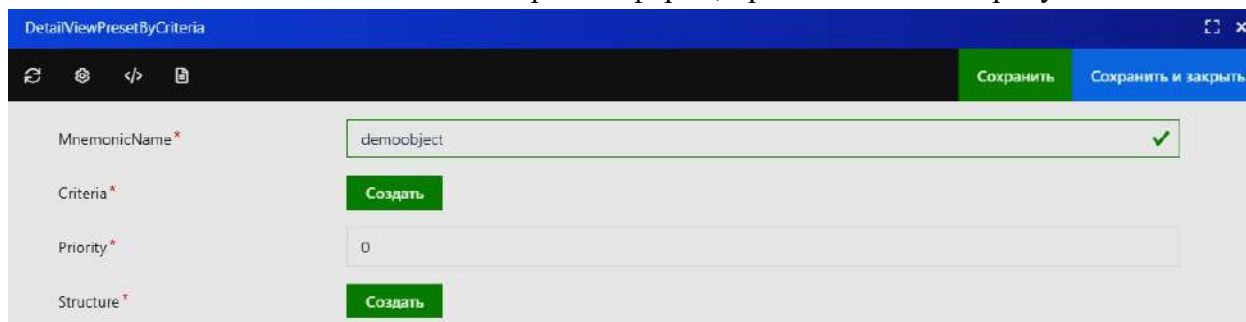 DetailViewPresetByCriteria
Сохранить Сохранить и закрыть
MnemonicName* demoobject
Criteria* Создать
Priority* 0
Structure* Создать